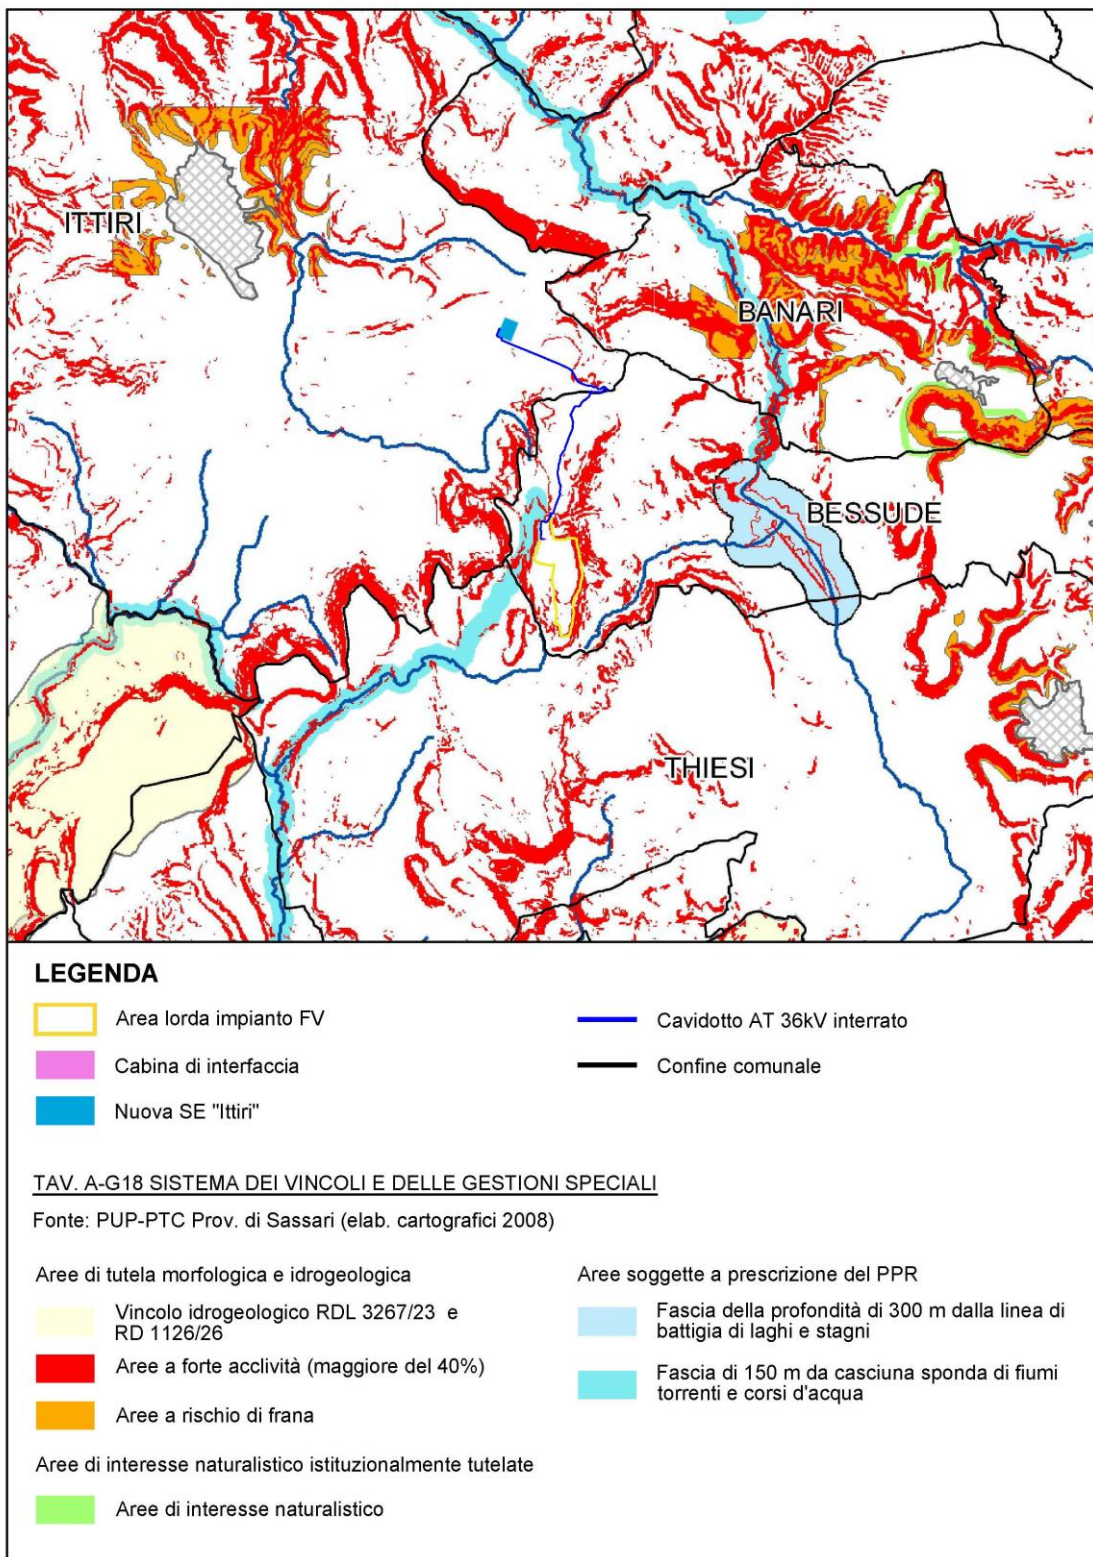 ITTIRI
BANARI
BESSUDE
THIESI
LEGENDA
Area lorda impianto FV
Cabina di interfaccia
Nuova SE "Ittiri"
Cavidotto AT 36kV interrato
Confine comunale
TAV. A-G18 SISTEMA DEI VINCOLI E DELLE GESTIONI SPECIALI
Fonte: PUP-PTC Prov. di Sassari (elab. cartografici 2008)
Aree di tutela morfologica e idrogeologica
Vincolo idrogeologico RDL 3267/23 e
RD 1126/26
Aree a forte acclività (maggiore del 40%)
Aree a rischio di frana
Aree di interesse naturalistico istituzionalmente tutelate
Aree di interesse naturalistico
Aree soggette a prescrizione del PPR
Fascia della profondità di 300 m dalla linea di
battigia di laghi e stagni
Fascia di 150 m da casciuna sponda di fiumi
torrenti e corsi d'acqua